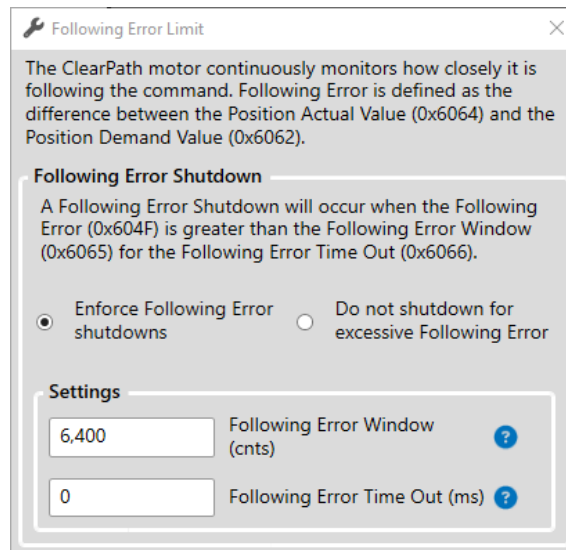 Following Error Limit
The ClearPath motor continuously monitors how closely it is
following the command. Following Error is defined as the
difference between the Position Actual Value (0x6064) and the
Position Demand Value (0x6062).
Following Error Shutdown
A Following Error Shutdown will occur when the Following
Error (0x604F) is greater than the Following Error Window
(0x6065) for the Following Error Time Out (0x6066).
Enforce Following Error
shutdowns
Do not shutdown for
excessive Following Error
Settings
6,400
Following Error Window
(cnts)
?
0
Following Error Time Out (ms)
?